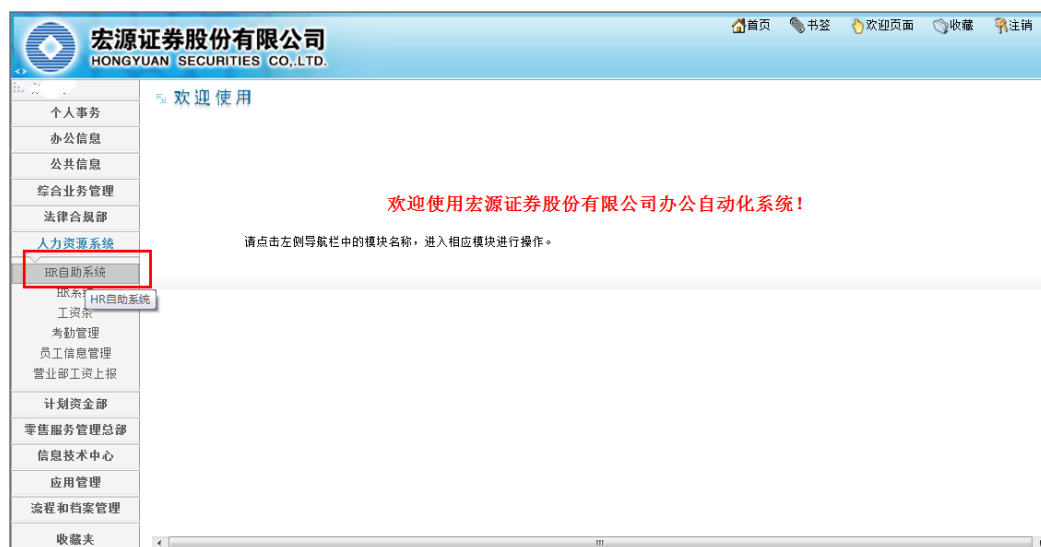 宏源证券股份有限公司
HONGYUAN SECURITIES CO,.LTD.
首页 书签 欢迎页面 收藏 注销
欢迎使用
个人事务
办公信息
公共信息
综合业务管理
法律合规部
人力资源系统
HR自助系统
HR系
HR自助系统
工资条
考勤管理
员工信息管理
营业部工资上报
计划资金部
零售服务管理总部
信息技术中心
应用管理
流程和档案管理
收藏夹
欢迎使用宏源证券股份有限公司办公自动化系统！
请点击左侧导航栏中的模块名称，进入相应模块进行操作。